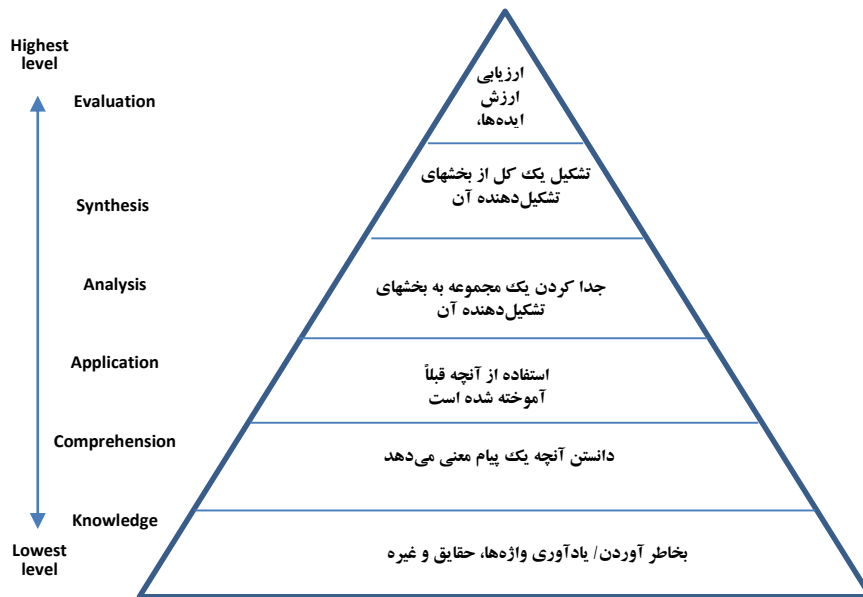 Highest
level
ارزیابی
ارزش
ایده‌ها،
Evaluation
تشکیل یک کل از بخشهای
تشکیل‌دهنده آن
Synthesis
جدا کردن یک مجموعه به بخشهای
تشکیل‌دهنده آن
Analysis
Application
استفاده از آنچه قبلاً
آموخته شده است
Comprehension
دانستن آنچه یک پیام معنی می‌دهد
Knowledge
بخاطر آوردن/ یادآوری واژه‌ها، حقایق و غیره
Lowest
level